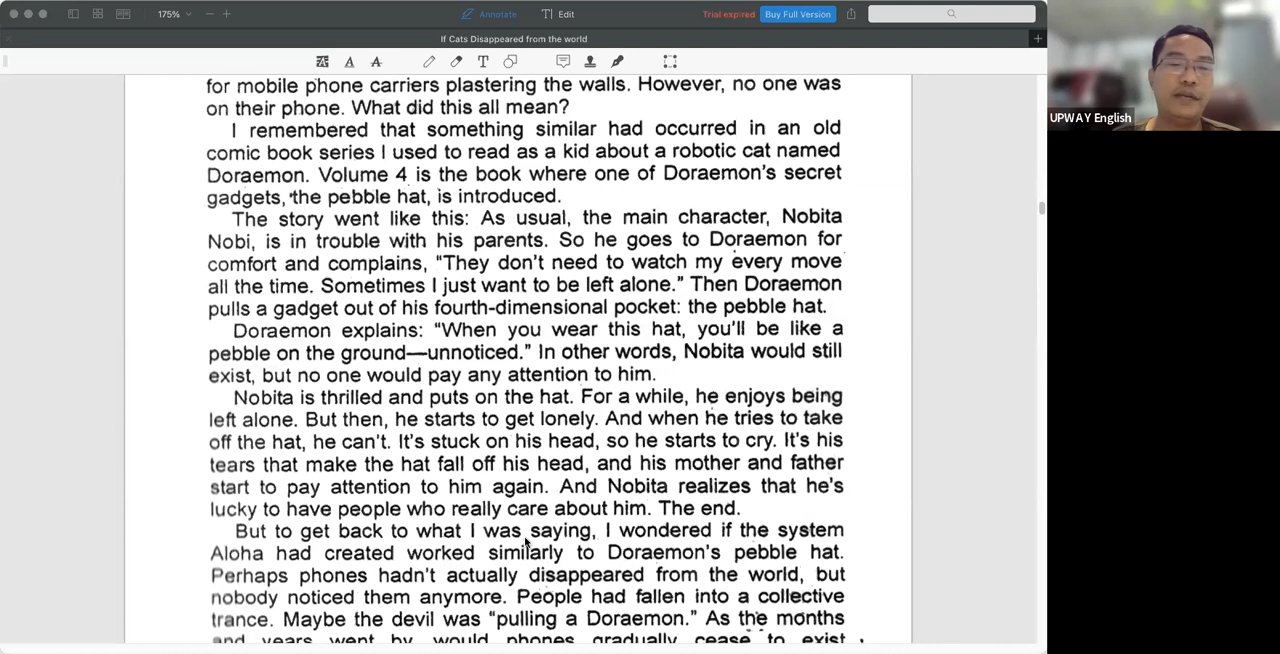 175%
Annotate
Edit
Trial expired
Buy Full Version
If Cats Disappeared from the world
for mobile phone carriers plastering the walls. However, no one was
on their phone. What did this all mean?
I remembered that something similar had occurred in an old
comic book series I used to read as a kid about a robotic cat named
Doraemon. Volume 4 is the book where one of Doraemon's secret
gadgets, the pebble hat, is introduced.
The story went like this: As usual, the main character, Nobita
Nobi, is in trouble with his parents. So he goes to Doraemon for
comfort and complains, “They don't need to watch my every move
all the time. Sometimes I just want to be left alone.” Then Doraemon
pulls a gadget out of his fourth-dimensional pocket: the pebble hat.
Doraemon explains: “When you wear this hat, you'll be like a
pebble on the ground—unnoticed.” In other words, Nobita would still
exist, but no one would pay any attention to him.
Nobita is thrilled and puts on the hat. For a while, he enjoys being
left alone. But then, he starts to get lonely. And when he tries to take
off the hat, he can't. It's stuck on his head, so he starts to cry. It's his
tears that make the hat fall off his head, and his mother and father
start to pay attention to him again. And Nobita realizes that he's
lucky to have people who really care about him. The end.
But to get back to what I was saying, I wondered if the system
Aloha had created worked similarly to Doraemon's pebble hat.
Perhaps phones hadn't actually disappeared from the world, but
nobody noticed them anymore. People had fallen into a collective
trance. Maybe the devil was “pulling a Doraemon.” As the months
and years went by would phones gradually cease to exist
UPWAY English